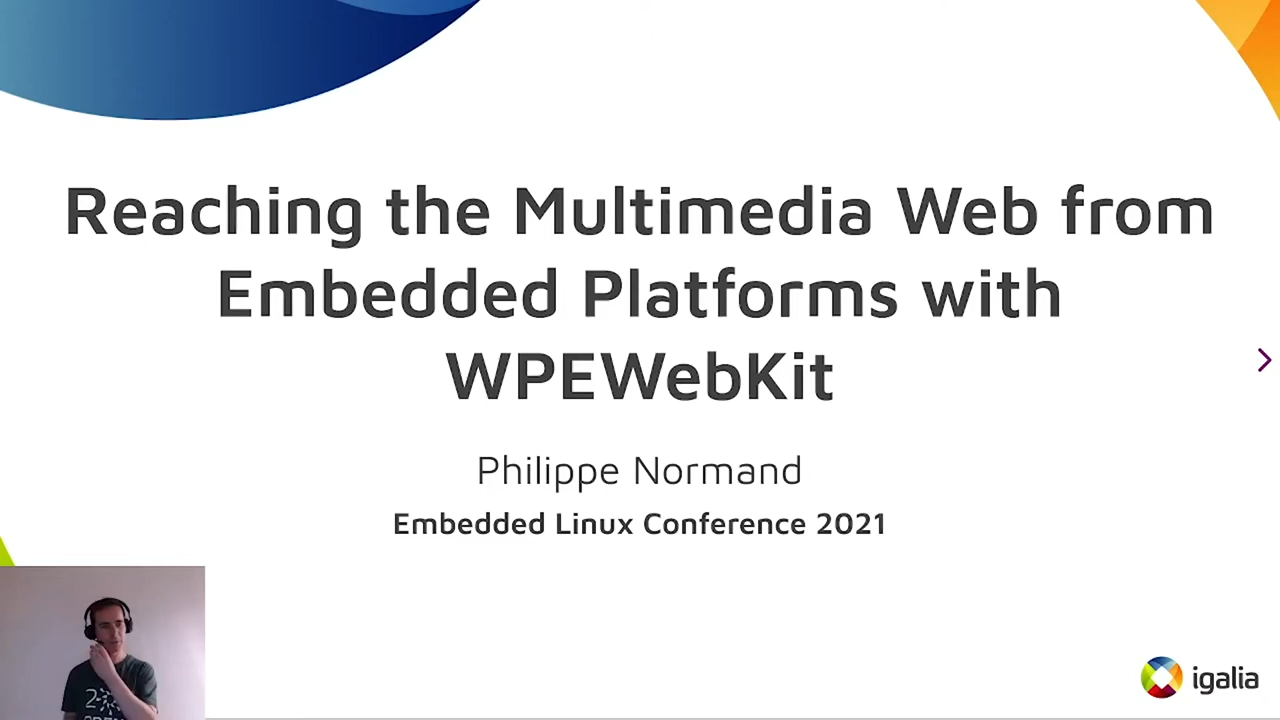 Reaching the Multimedia Web from
Embedded Platforms with
WPEWebKit
Philippe Normand
Embedded Linux Conference 2021
igalia